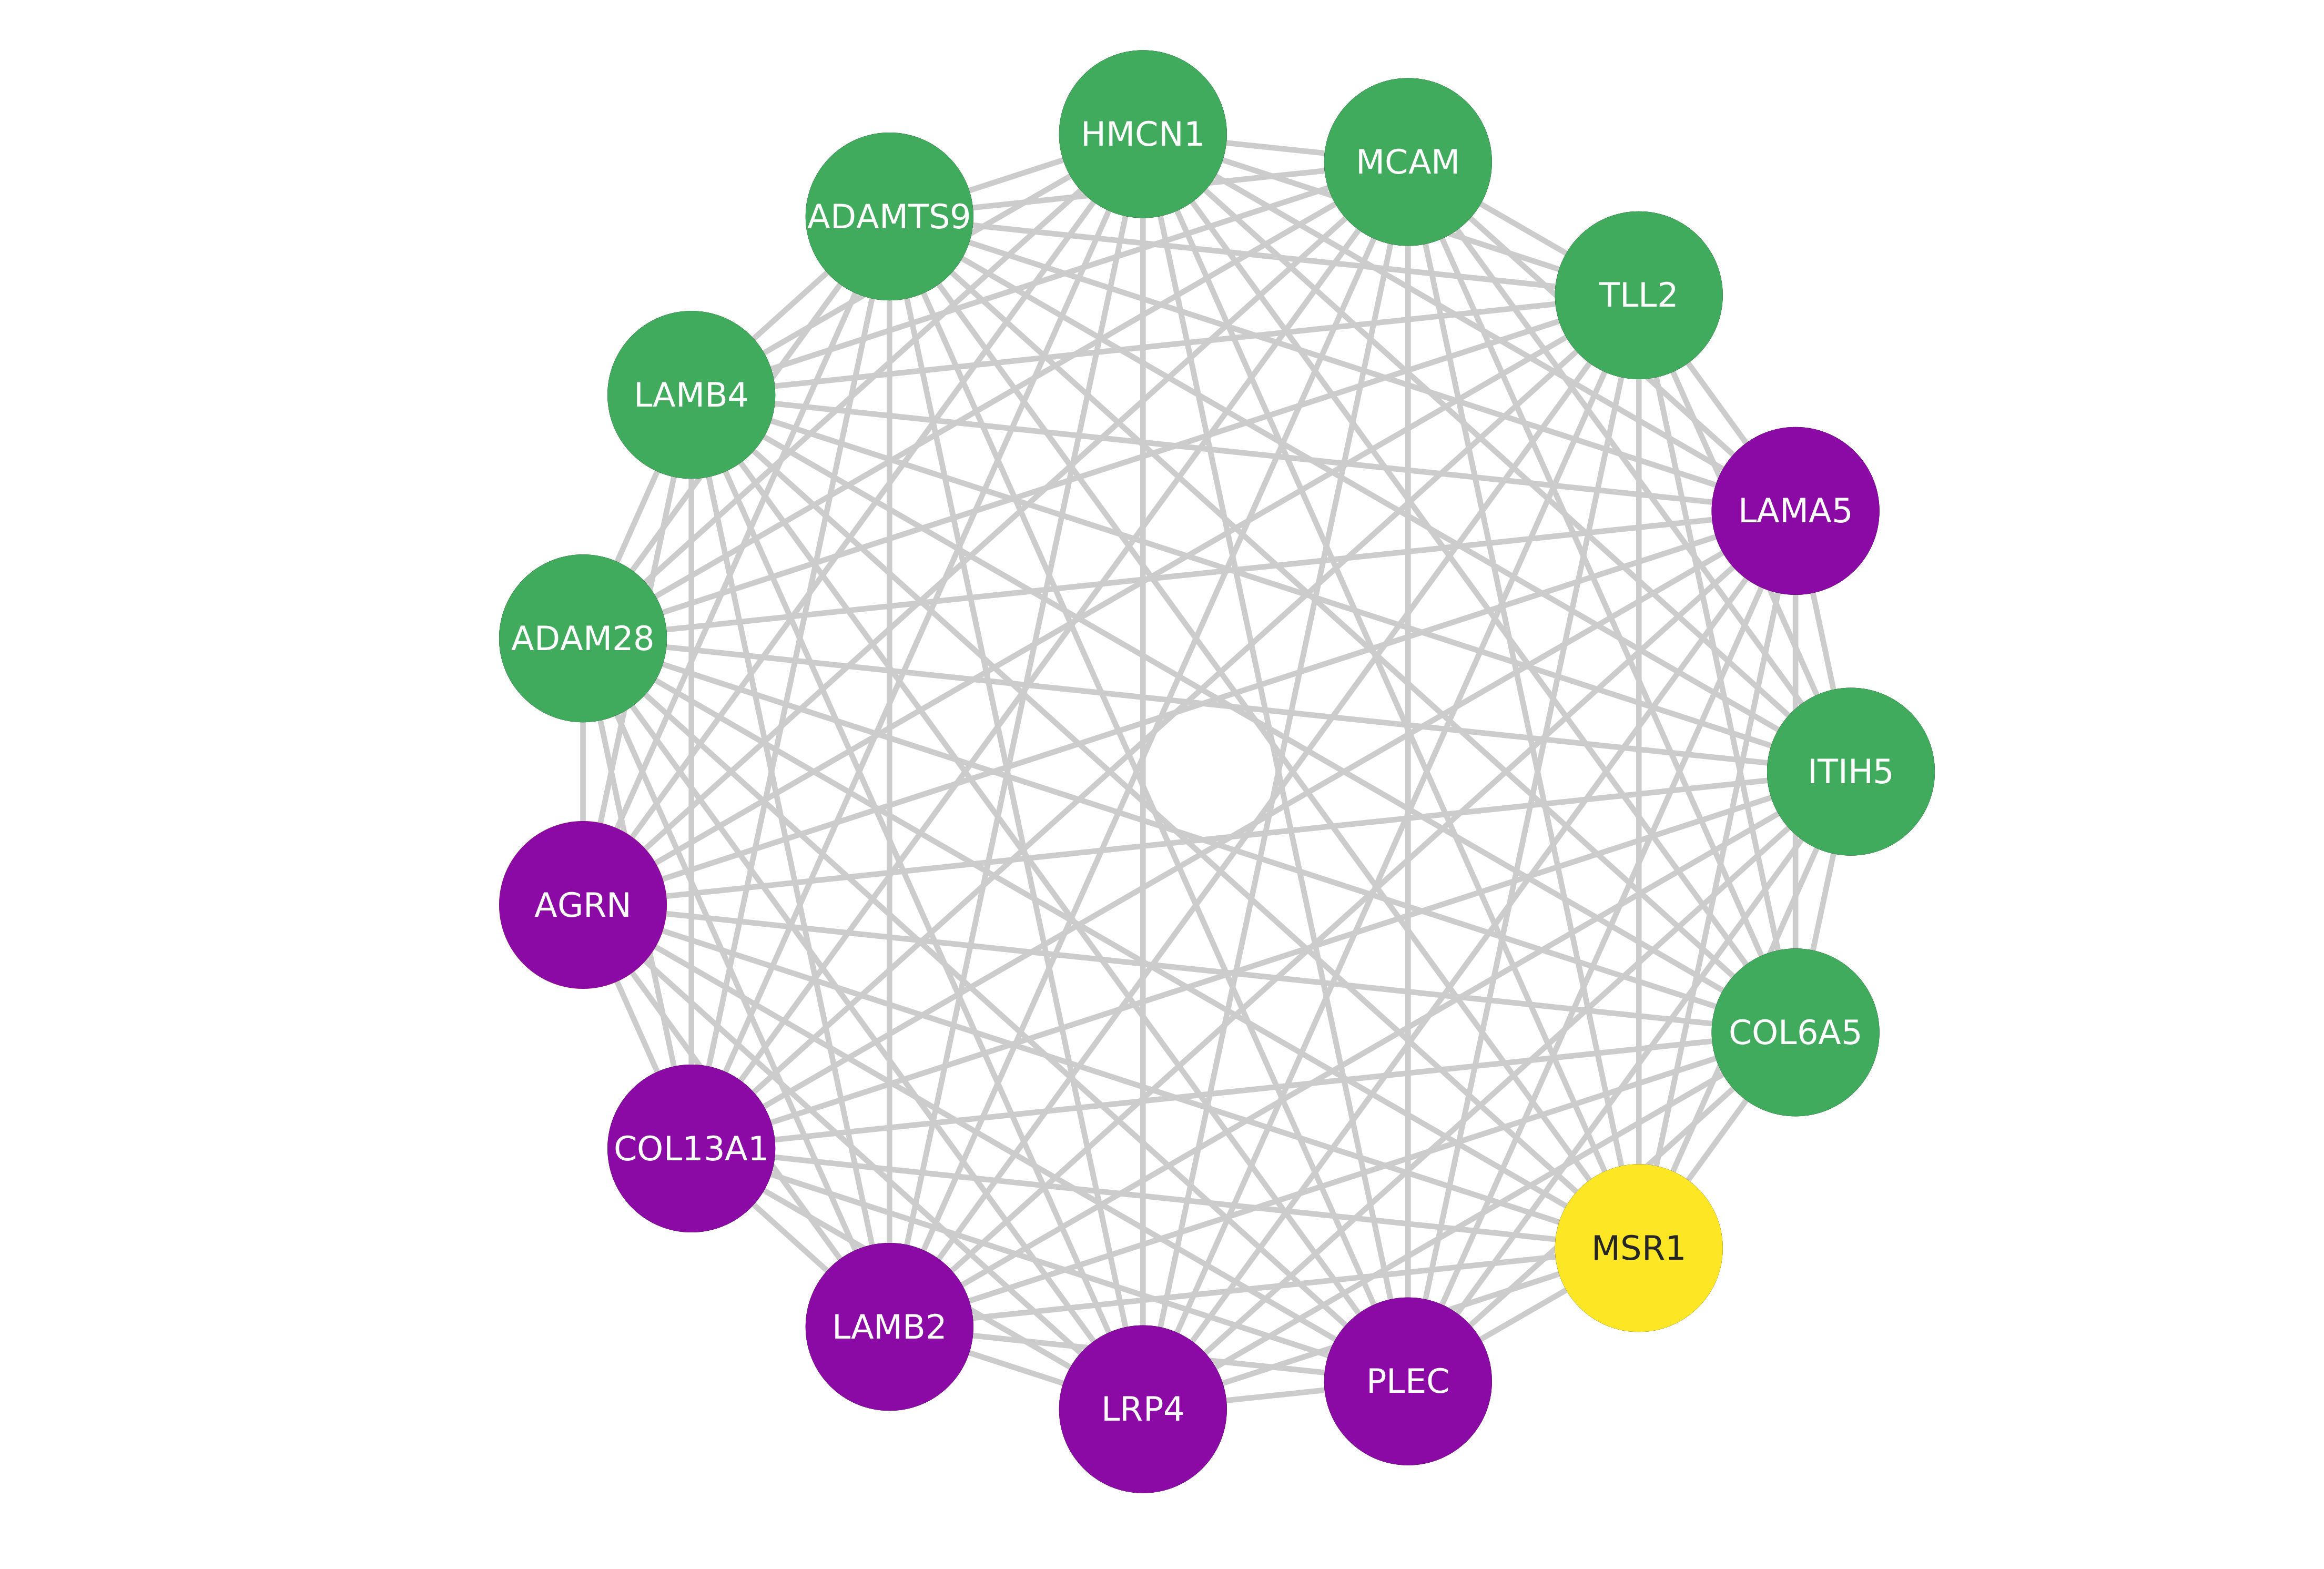 HMCN1
MCAM
ADAMTS9
TLL2
LAMB4
LAMA5
ADAM28
ITIH5
AGRN
COL6A5
COL13A1
MSR1
LAMB2
PLEC
LRP4